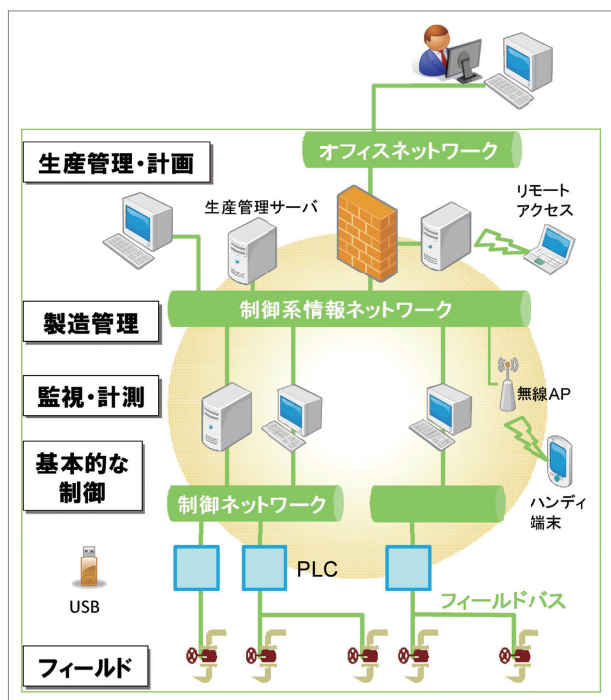 オフィスネットワーク
生産管理・計画
生産管理サーバ
リモート
アクセス
制御系情報ネットワーク
製造管理
監視・計測
無線AP
基本的な
制御
制御ネットワーク
ハンディ
端末
PLC
USB
フィールドバス
フィールド